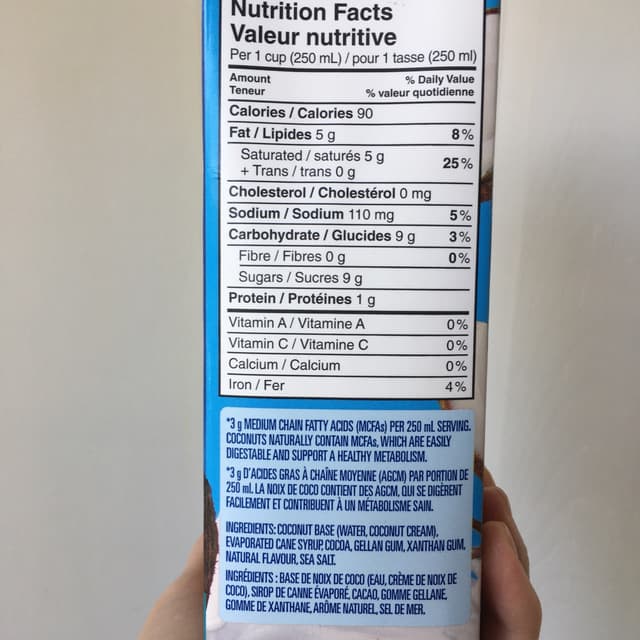 Nutrition Facts
Valeur nutritive
Per 1 cup (250 mL) / pour 1 tasse (250 ml)
Amount % Daily Value
Teneur % valeur quotidienne
Calories / Calories 90
Fat / Lipides 5 g 8%
Saturated / saturés 5 g
+ Trans / trans 0 g 25%
Cholesterol / Cholestérol 0 mg
Sodium / Sodium 110 mg 5%
Carbohydrate / Glucides 9 g 3%
Fibre / Fibres 0 g 0%
Sugars / Sucres 9 g
Protein / Protéines 1 g
Vitamin A / Vitamine A 0%
Vitamin C / Vitamine C 0%
Calcium / Calcium 0%
Iron / Fer 4%
*3 g MEDIUM CHAIN FATTY ACIDS (MCFAs) PER 250 mL SERVING.
COCONUTS NATURALLY CONTAIN MCFAs, WHICH ARE EASILY
DIGESTABLE AND SUPPORT A HEALTHY METABOLISM.
*3 g D'ACIDES GRAS À CHAÎNE MOYENNE (AGCM) PAR PORTION DE
250 ml. LA NOIX DE COCO CONTIENT DES AGCM, QUI SE DIGÈRENT
FACILEMENT ET CONTRIBUENT À UN MÉTABOLISME SAIN.
INGREDIENTS: COCONUT BASE (WATER, COCONUT CREAM),
EVAPORATED CANE SYRUP, COCOA, GELLAN GUM, XANTHAN GUM,
NATURAL FLAVOUR, SEA SALT.
INGRÉDIENTS : BASE DE NOIX DE COCO (EAU, CRÈME DE NOIX DE
COCO), SIROP DE CANNE ÉVAPORÉ, CACAO, GOMME GELLANE,
GOMME DE XANTHANE, ARÔME NATUREL, SEL DE MER.